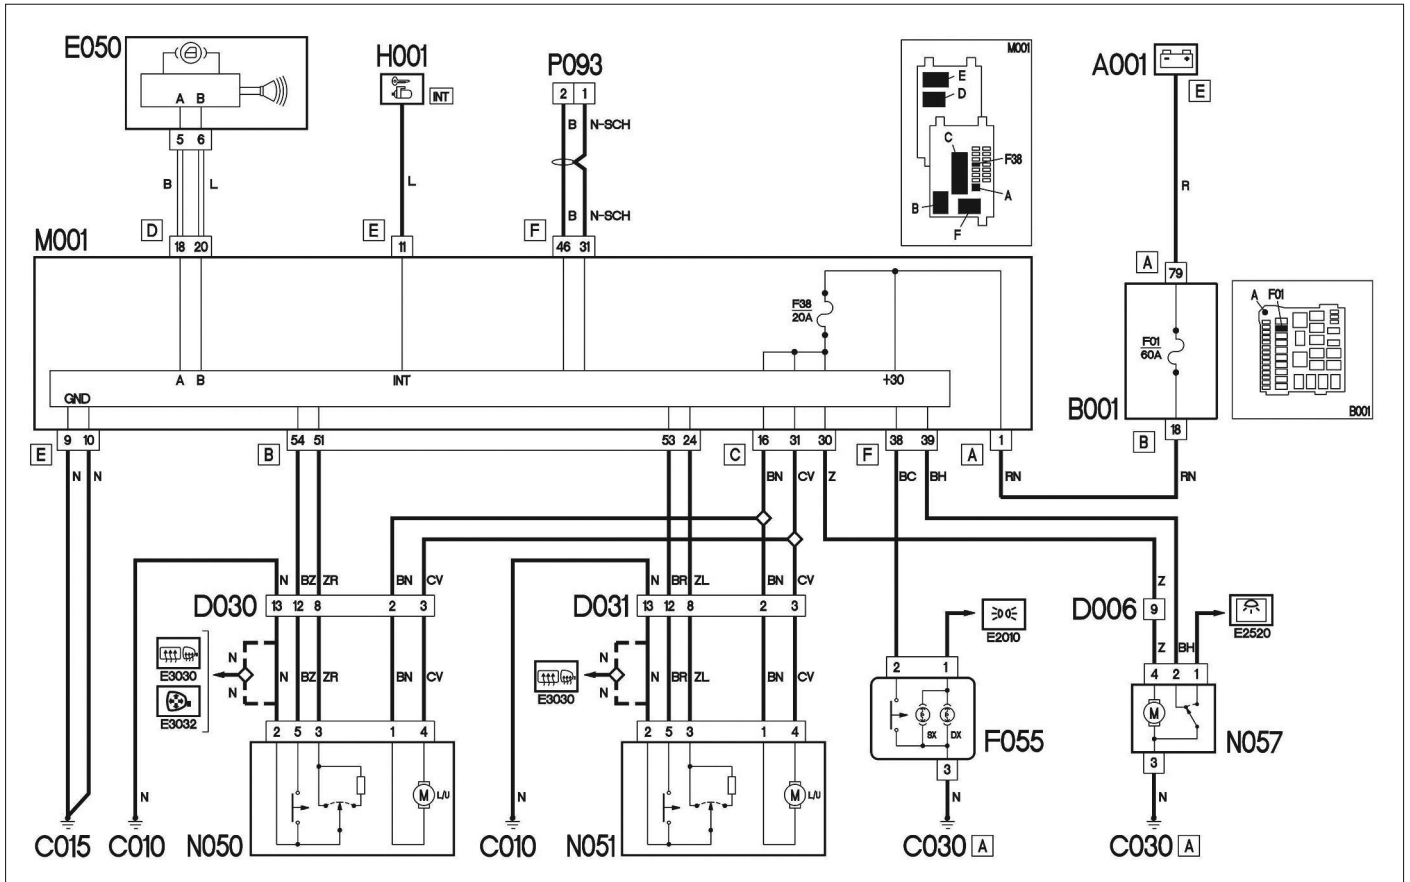 E050
A B
5 6
B L
D
18 20
H001
INT
L
E
11
P093
2 1
B N-SCH
B N-SCH
F
46 31
M001
E
D
C
F38
A
B
F
A001
E
R
A
79
F01
60A
B001
B
18
RN
A F01
B001
M001
F38
20A
A B
INT
+30
GND
E
9 10
N N
B
54 51
53 24
C
16 31 30
BN CV Z
F
38 39
BC BH
A
1
RN
N BZ ZR BN CV
D030
13 12 8 2 3
N BR ZL BN CV
D031
13 12 8 2 3
Z
D006
9
E2010
E2520
E3030
E3032
N
N
N BZ ZR BN CV
2 5 3 1 4
M L/U
E3030
N
N
N BR ZL BN CV
2 5 3 1 4
M L/U
2 1
SX DX
F055
3
N
Z BH
4 2 1
M
N057
3
N
N
N
C015
C010
N050
C010
N051
C030 A
C030 A